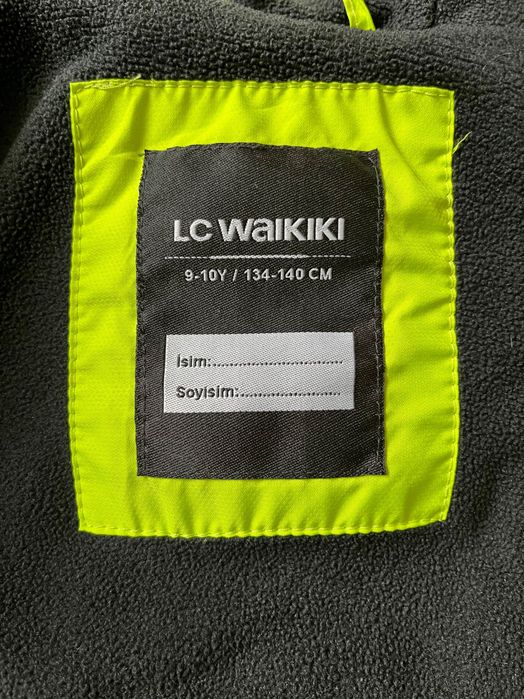 LC WAIKIKI
9-10Y / 134-140 CM
İsim:................................
Soyisim:.........................